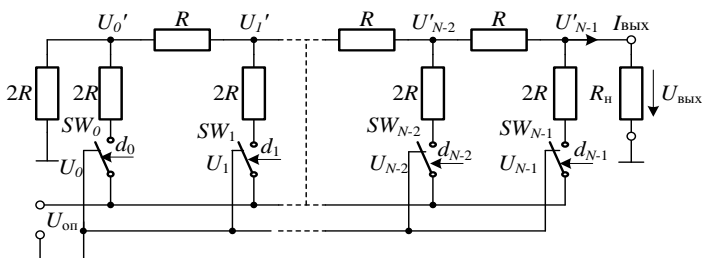 U₀′ R U₁′ R U′N-2 R U′N-1 Iвых
2R 2R 2R 2R 2R Rн Uвых
SW₀ SW₁ SWN-2 SWN-1
d₀ d₁ dN-2 dN-1
U₀ U₁ UN-2 UN-1
Uоп